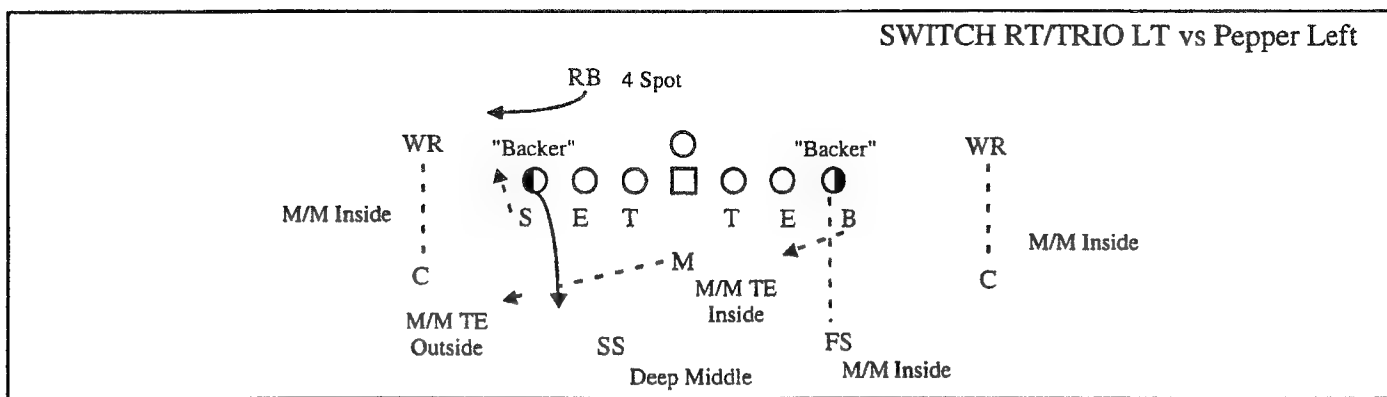 SWITCH RT/TRIO LT vs Pepper Left
RB 4 Spot
WR "Backer" "Backer" WR
M/M Inside
S E T T E B
M/M Inside
C M C
M/M TE
Inside
M/M TE
Outside
SS FS
Deep Middle M/M Inside